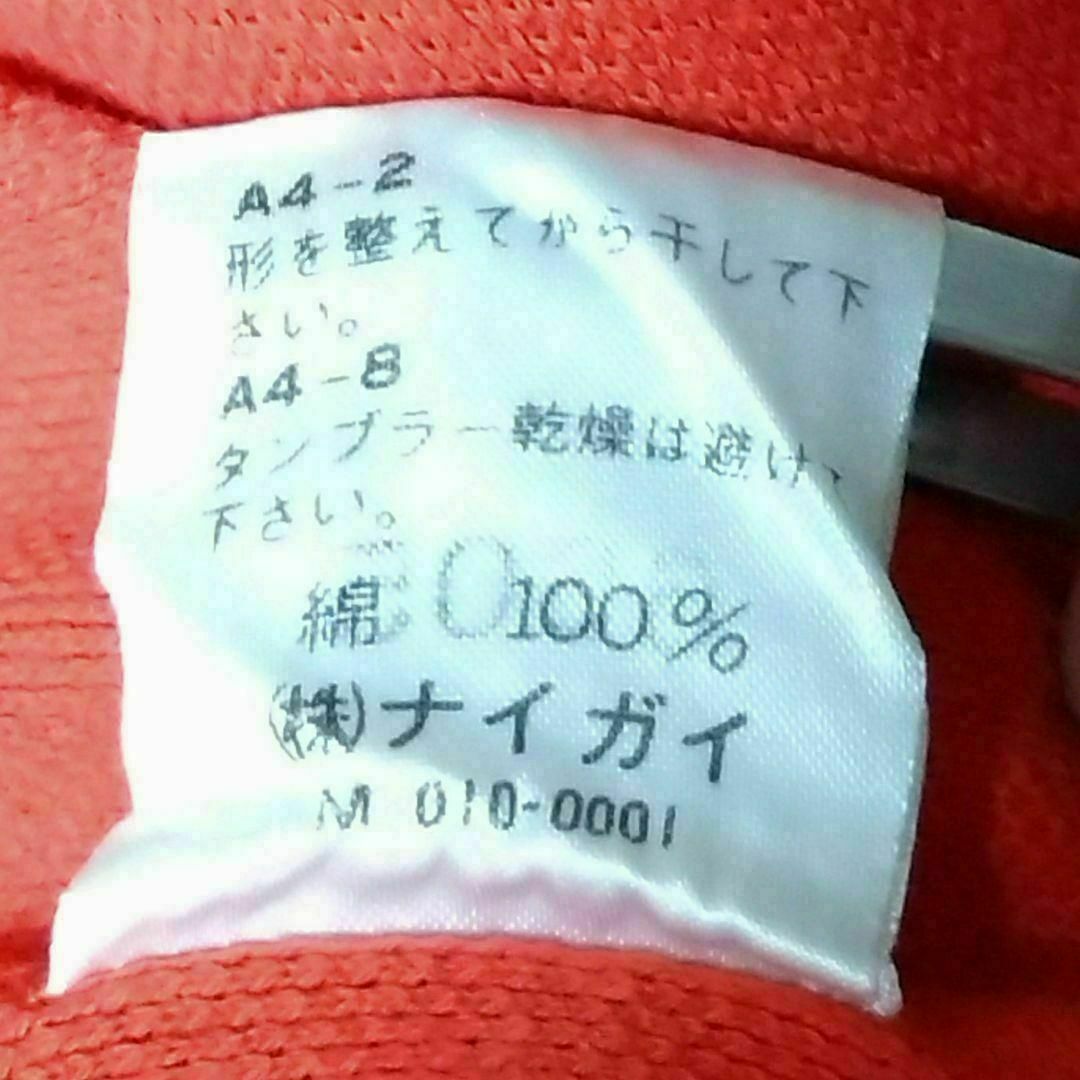 A4-2
形を整えてから干して下
さい。
A4-8
タンブラー乾燥は避け、
下さい。
綿 100%
(株)ナイガイ
M 010-0001